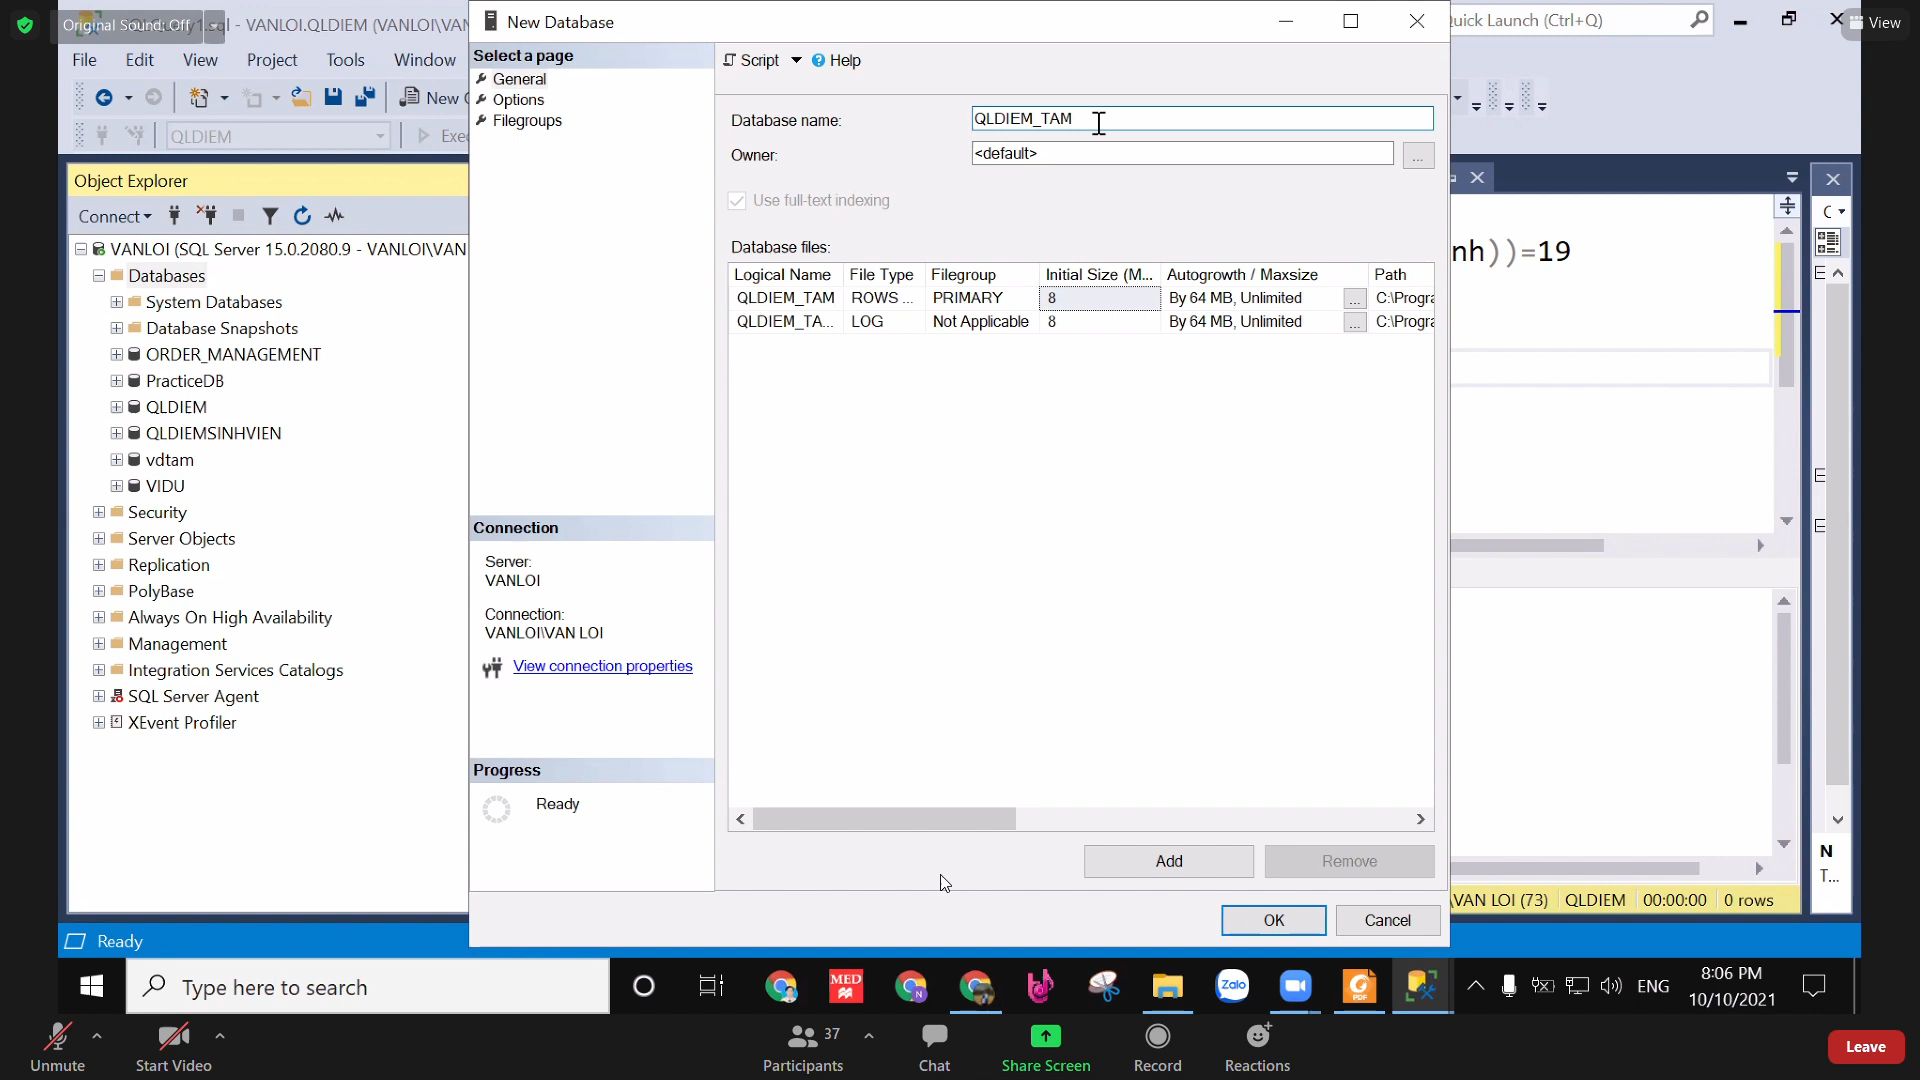 Original Sound: Off
1.sql - VANLOI.QLDIEM (VANLOI\VAN
New Database
Quick Launch (Ctrl+Q)
View
File Edit View Project Tools Window
New
QLDIEM
Object Explorer
Connect
VANLOI (SQL Server 15.0.2080.9 - VANLOI\VAN
Databases
System Databases
Database Snapshots
ORDER_MANAGEMENT
PracticeDB
QLDIEM
QLDIEMSINHVIEN
vdtam
VIDU
Security
Server Objects
Replication
PolyBase
Always On High Availability
Management
Integration Services Catalogs
SQL Server Agent
XEvent Profiler
Ready
Select a page
General
Options
Filegroups
Connection
Server:
VANLOI
Connection:
VANLOI\VAN LOI
View connection properties
Progress
Ready
Script Help
Database name: QLDIEM_TAM
Owner: <default> ...
Use full-text indexing
Database files:
Logical Name File Type Filegroup Initial Size (M... Autogrowth / Maxsize Path
QLDIEM_TAM ROWS ... PRIMARY 8 By 64 MB, Unlimited ... C:\Progra
QLDIEM_TA... LOG Not Applicable 8 By 64 MB, Unlimited ... C:\Progra
Add Remove
OK Cancel
nh))=19
C
N
T...
\VAN LOI (73) QLDIEM 00:00:00 0 rows
Type here to search
MED
N
Zalo
PDF
ENG
8:06 PM
10/10/2021
Unmute
Start Video
37
Participants
Chat
Share Screen
Record
Reactions
Leave